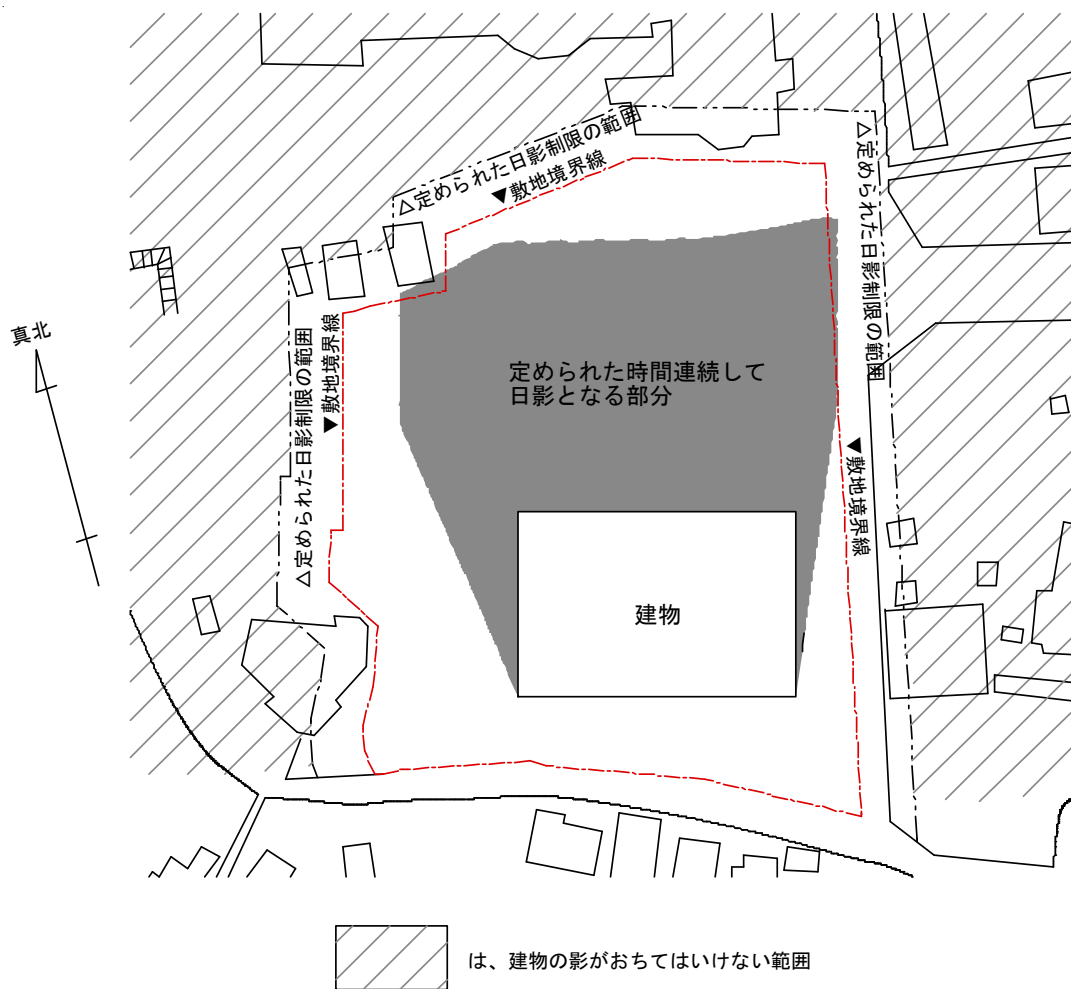 △定められた日影制限の範囲
▼敷地境界線
△定められた日影制限の範囲
真北
△定められた日影制限の範囲
▼敷地境界線
定められた時間連続して
日影となる部分
▼敷地境界線
建物
は、建物の影がおちてはいけない範囲